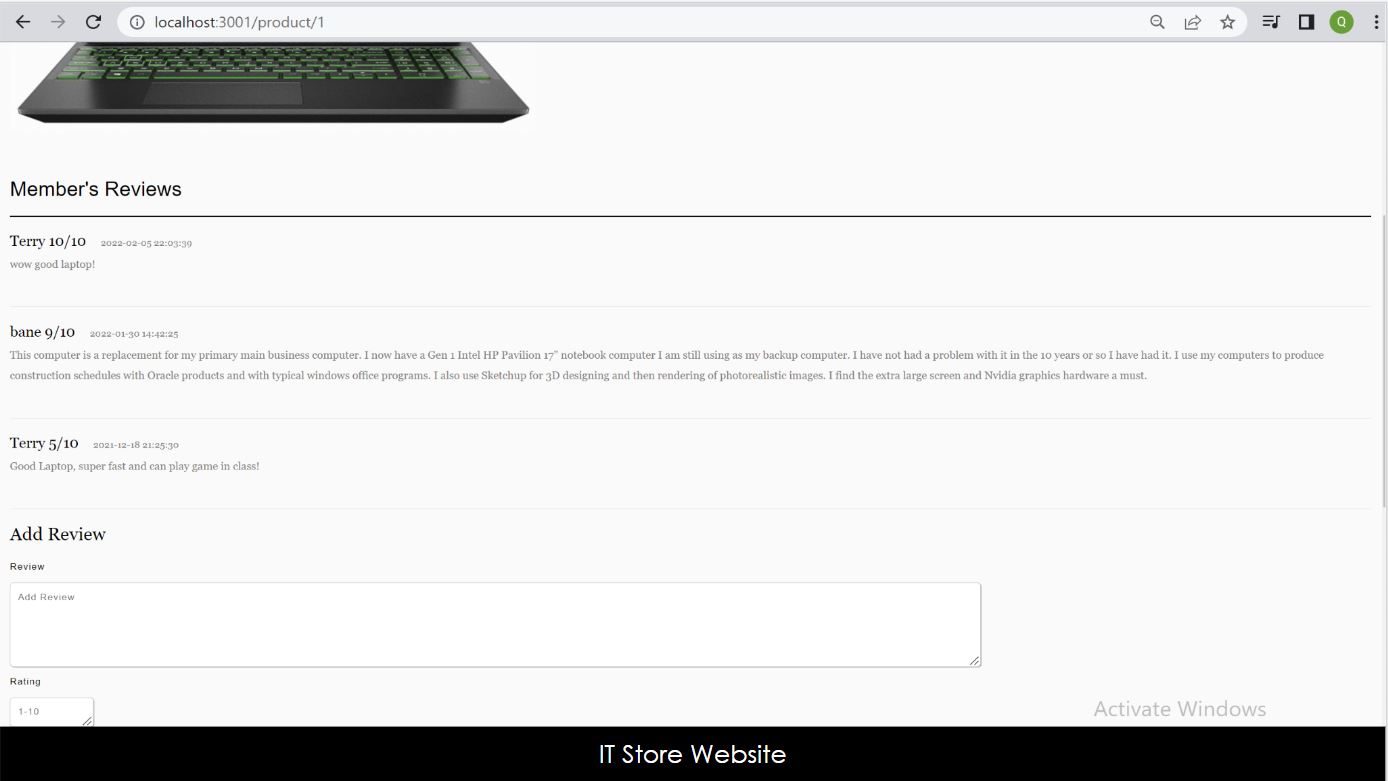 localhost:3001/product/1
Q
Member's Reviews
Terry 10/10 2022-02-05 22:03:39
wow good laptop!
bane 9/10 2022-01-30 14:42:25
This computer is a replacement for my primary main business computer. I now have a Gen 1 Intel HP Pavilion 17" notebook computer I am still using as my backup computer. I have not had a problem with it in the 10 years or so I have had it. I use my computers to produce
construction schedules with Oracle products and with typical windows office programs. I also use Sketchup for 3D designing and then rendering of photorealistic images. I find the extra large screen and Nvidia graphics hardware a must.
Terry 5/10 2021-12-18 21:25:30
Good Laptop, super fast and can play game in class!
Add Review
Review
Add Review
Rating
1-10
Activate Windows
IT Store Website